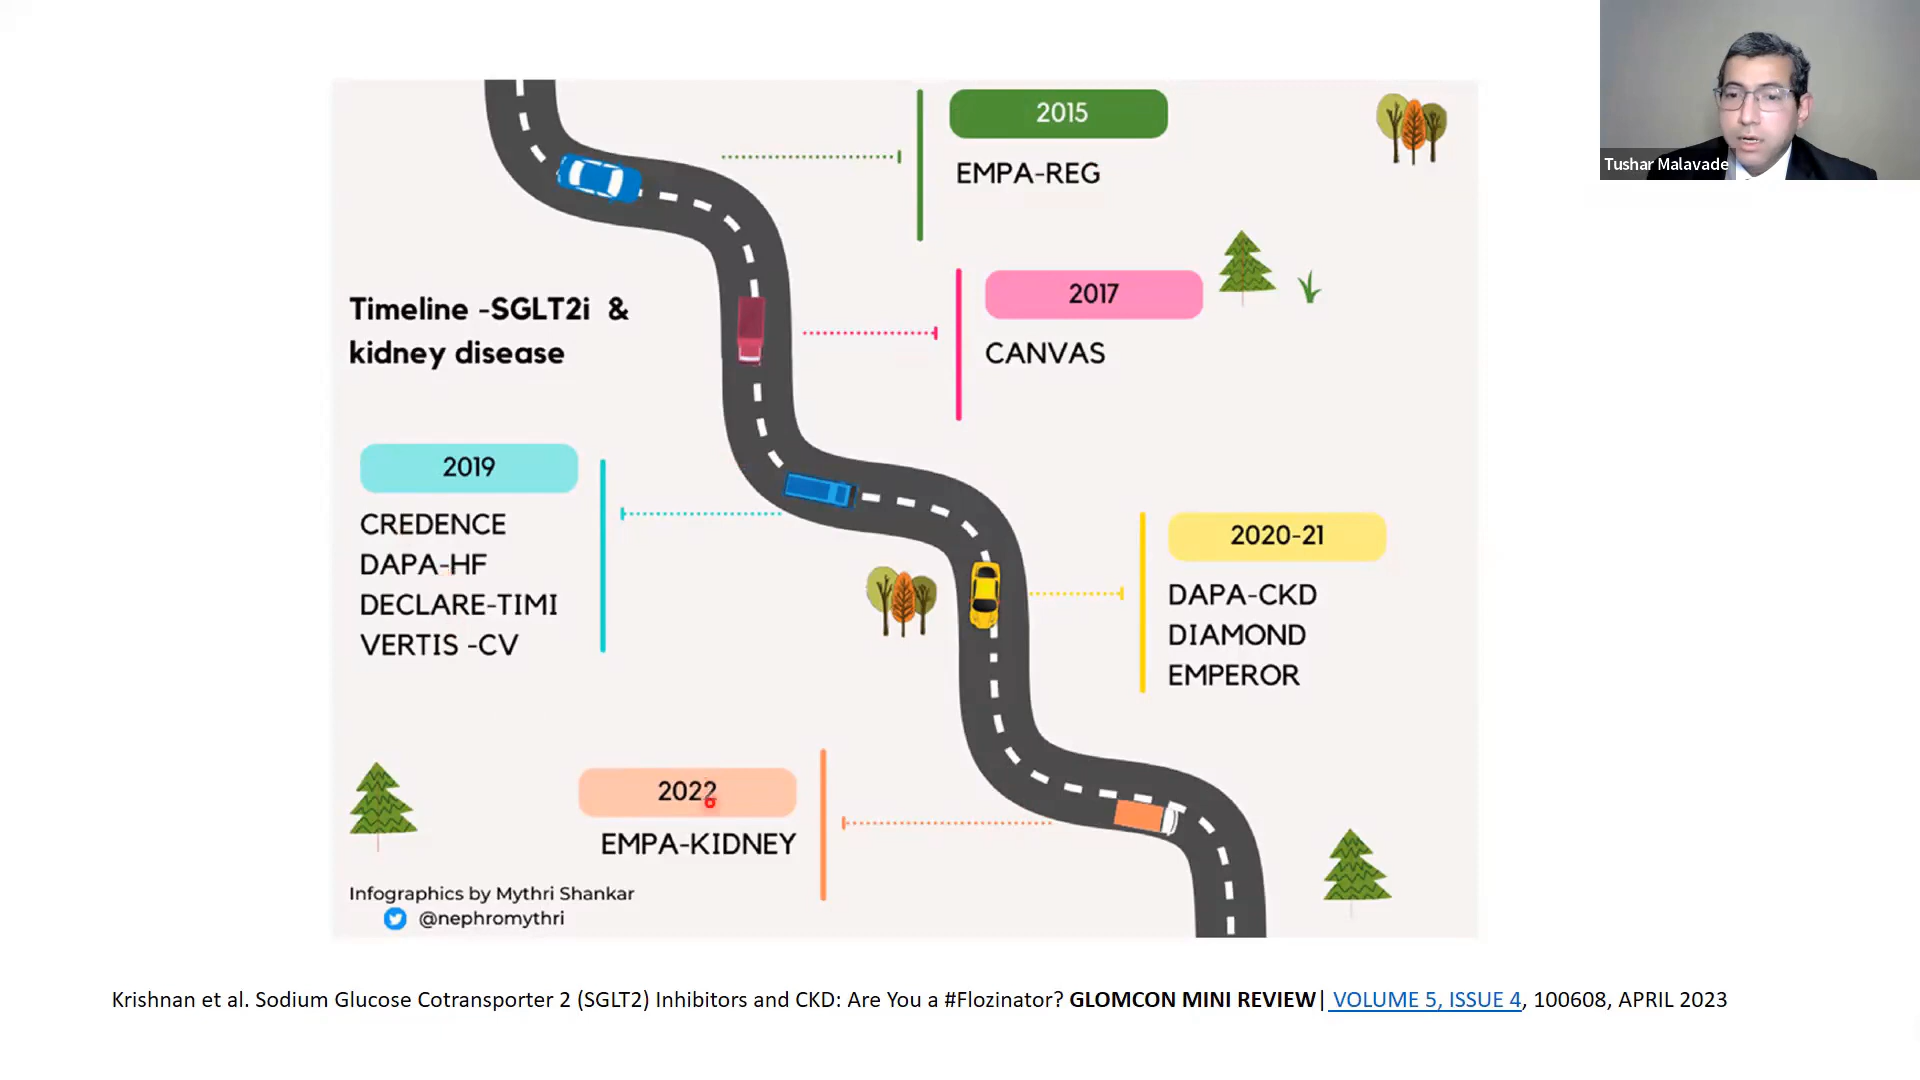 2015
EMPA-REG
Tushar Malavade
Timeline -SGLT2i &
kidney disease
2017
CANVAS
2019
CREDENCE
DAPA-HF
DECLARE-TIMI
VERTIS -CV
2020-21
DAPA-CKD
DIAMOND
EMPEROR
2022
EMPA-KIDNEY
Infographics by Mythri Shankar
@nephromythri
Krishnan et al. Sodium Glucose Cotransporter 2 (SGLT2) Inhibitors and CKD: Are You a #Flozinator? GLOMCON MINI REVIEW| VOLUME 5, ISSUE 4, 100608, APRIL 2023